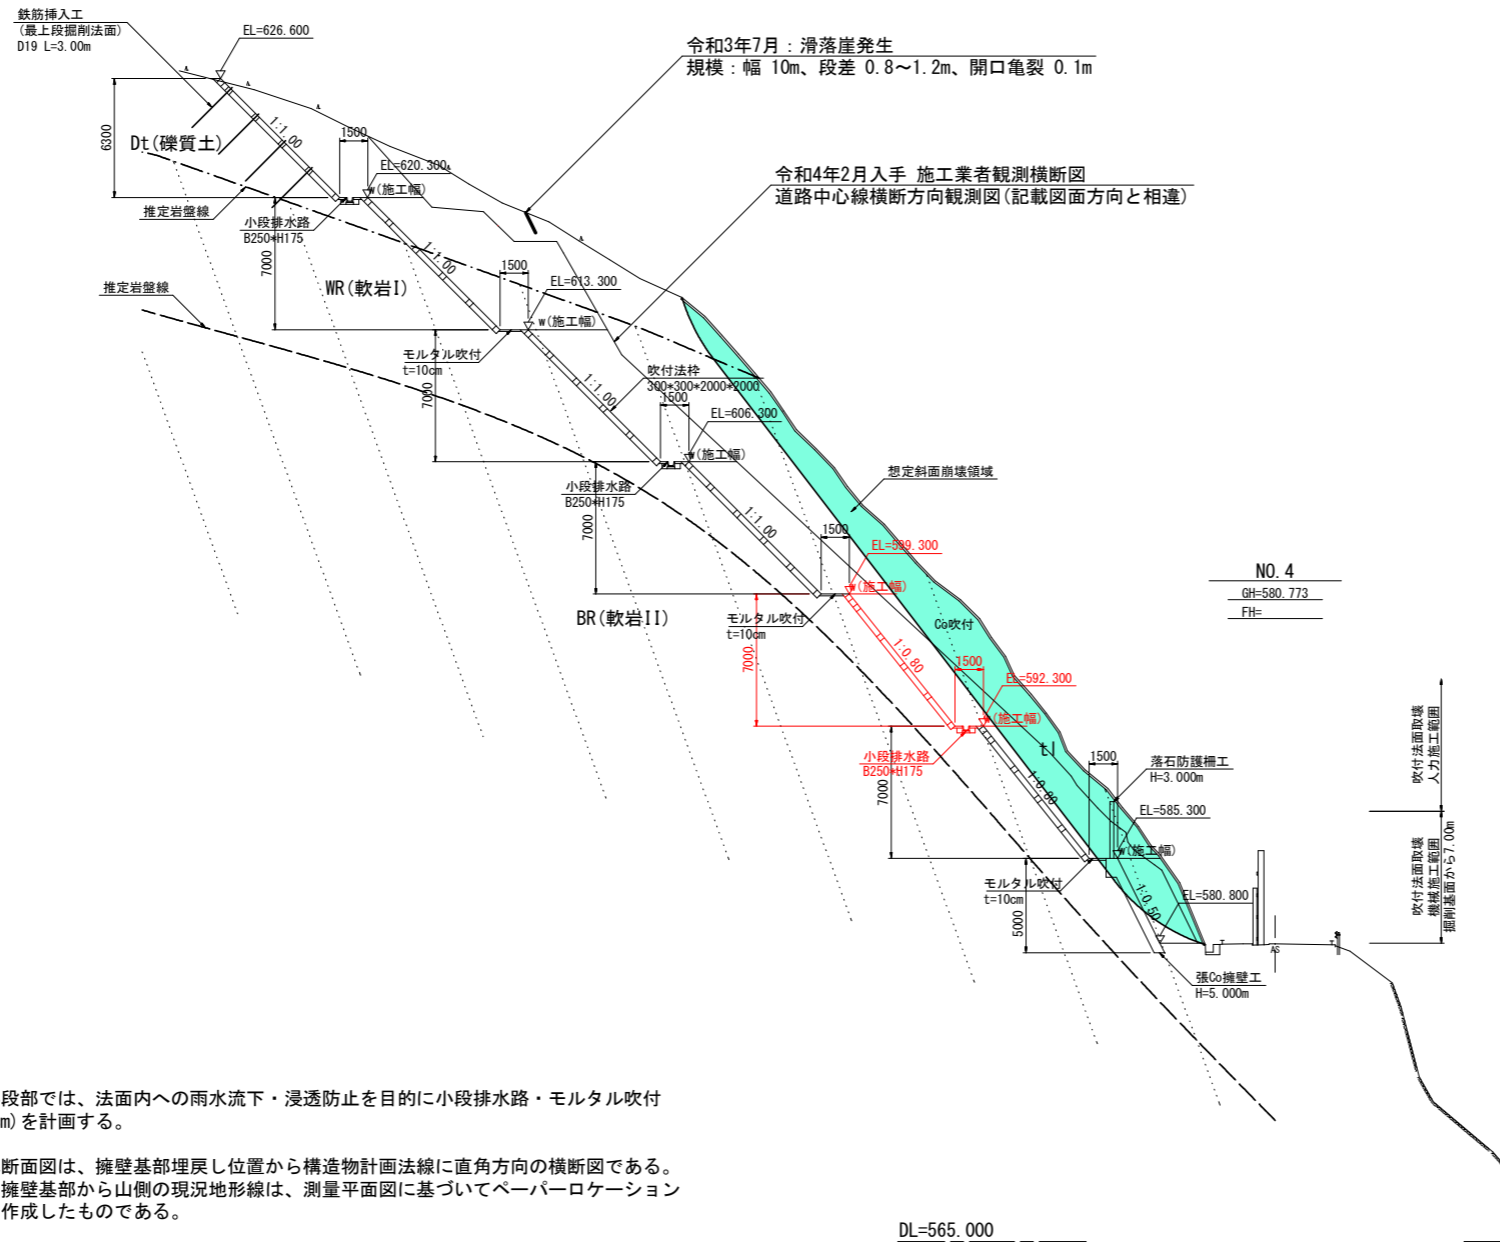 鉄筋挿入工
(最上段掘削法面)
D19 L=3.00m
EL=626.600
令和3年7月：滑落崖発生
規模：幅 10m、段差 0.8～1.2m、開口亀裂 0.1m
6300
1:1.00
Dt(礫質土)
1500
EL=620.300
w(施工幅)
令和4年2月入手 施工業者観測横断図
道路中心線横断方向観測図(記載図面方向と相違)
推定岩盤線
小段排水路
B250*H175
7000
1:1.00
1500
EL=613.300
w(施工幅)
WR(軟岩I)
推定岩盤線
モルタル吹付
t=10cm
7000
1:1.00
吹付法枠
300*300*2000*2000
1500
EL=606.300
w(施工幅)
想定斜面崩壊領域
小段排水路
B250*H175
7000
1:1.00
1500
EL=599.300
w(施工幅)
NO.4
GH=580.773
FH=
BR(軟岩II)
モルタル吹付
t=10cm
Co吹付
7000
1:0.80
1500
EL=592.300
w(施工幅)
小段排水路
B250*H175
tl
7000
1:0.80
1500
落石防護柵工
H=3.000m
EL=585.300
w(施工幅)
吹付法面取壊
人力施工範囲
吹付法面取壊
機械施工範囲
掘削基面から7.00m
モルタル吹付
t=10cm
5000
1:0.50
EL=580.800
AS
張Co擁壁工
H=5.000m
段部では、法面内への雨水流下・浸透防止を目的に小段排水路・モルタル吹付
m)を計画する。
断面図は、擁壁基部埋戻し位置から構造物計画法線に直角方向の横断図である。
擁壁基部から山側の現況地形線は、測量平面図に基づいてペーパーロケーション
作成したものである。
DL=565.000